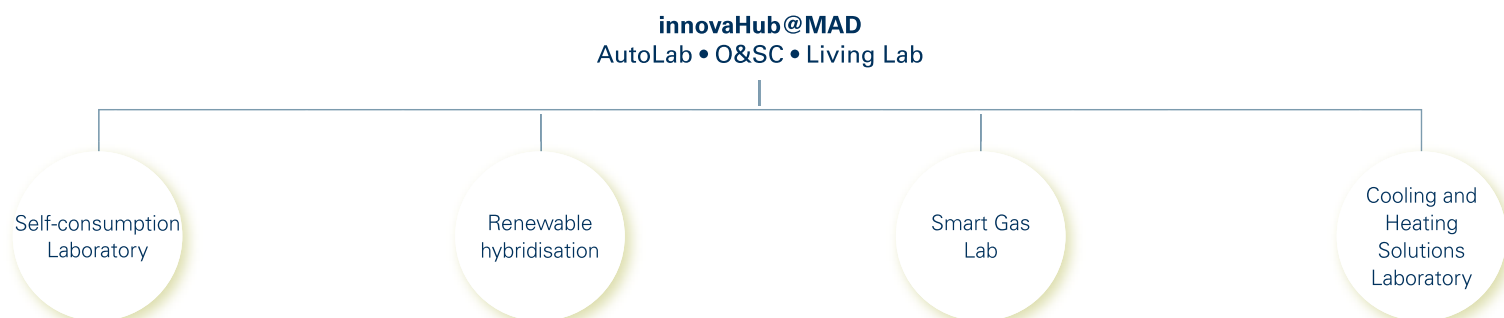 innovaHub@MAD
AutoLab • O&SC • Living Lab
Self-consumption
Laboratory
Renewable
hybridisation
Smart Gas
Lab
Cooling and
Heating
Solutions
Laboratory